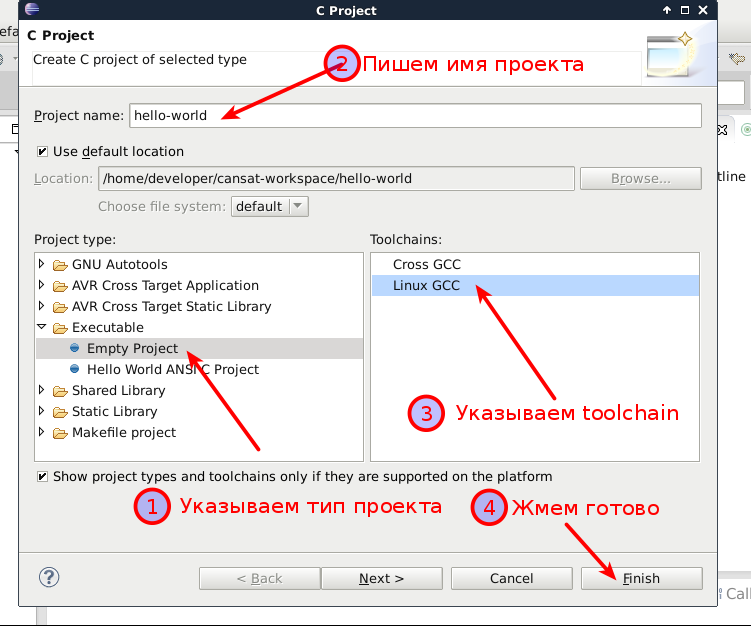 C Project
C Project
Create C project of selected type
2 Пишем имя проекта
Project name: hello-world
Use default location
Location: /home/developer/cansat-workspace/hello-world Browse...
Choose file system: default
Project type: Toolchains:
GNU Autotools
AVR Cross Target Application
AVR Cross Target Static Library
Executable
Empty Project
Hello World ANSI C Project
Shared Library
Static Library
Makefile project
Cross GCC
Linux GCC
3 Указываем toolchain
Show project types and toolchains only if they are supported on the platform
1 Указываем тип проекта
4 Жмем готово
? < Back Next > Cancel Finish
tline
Call